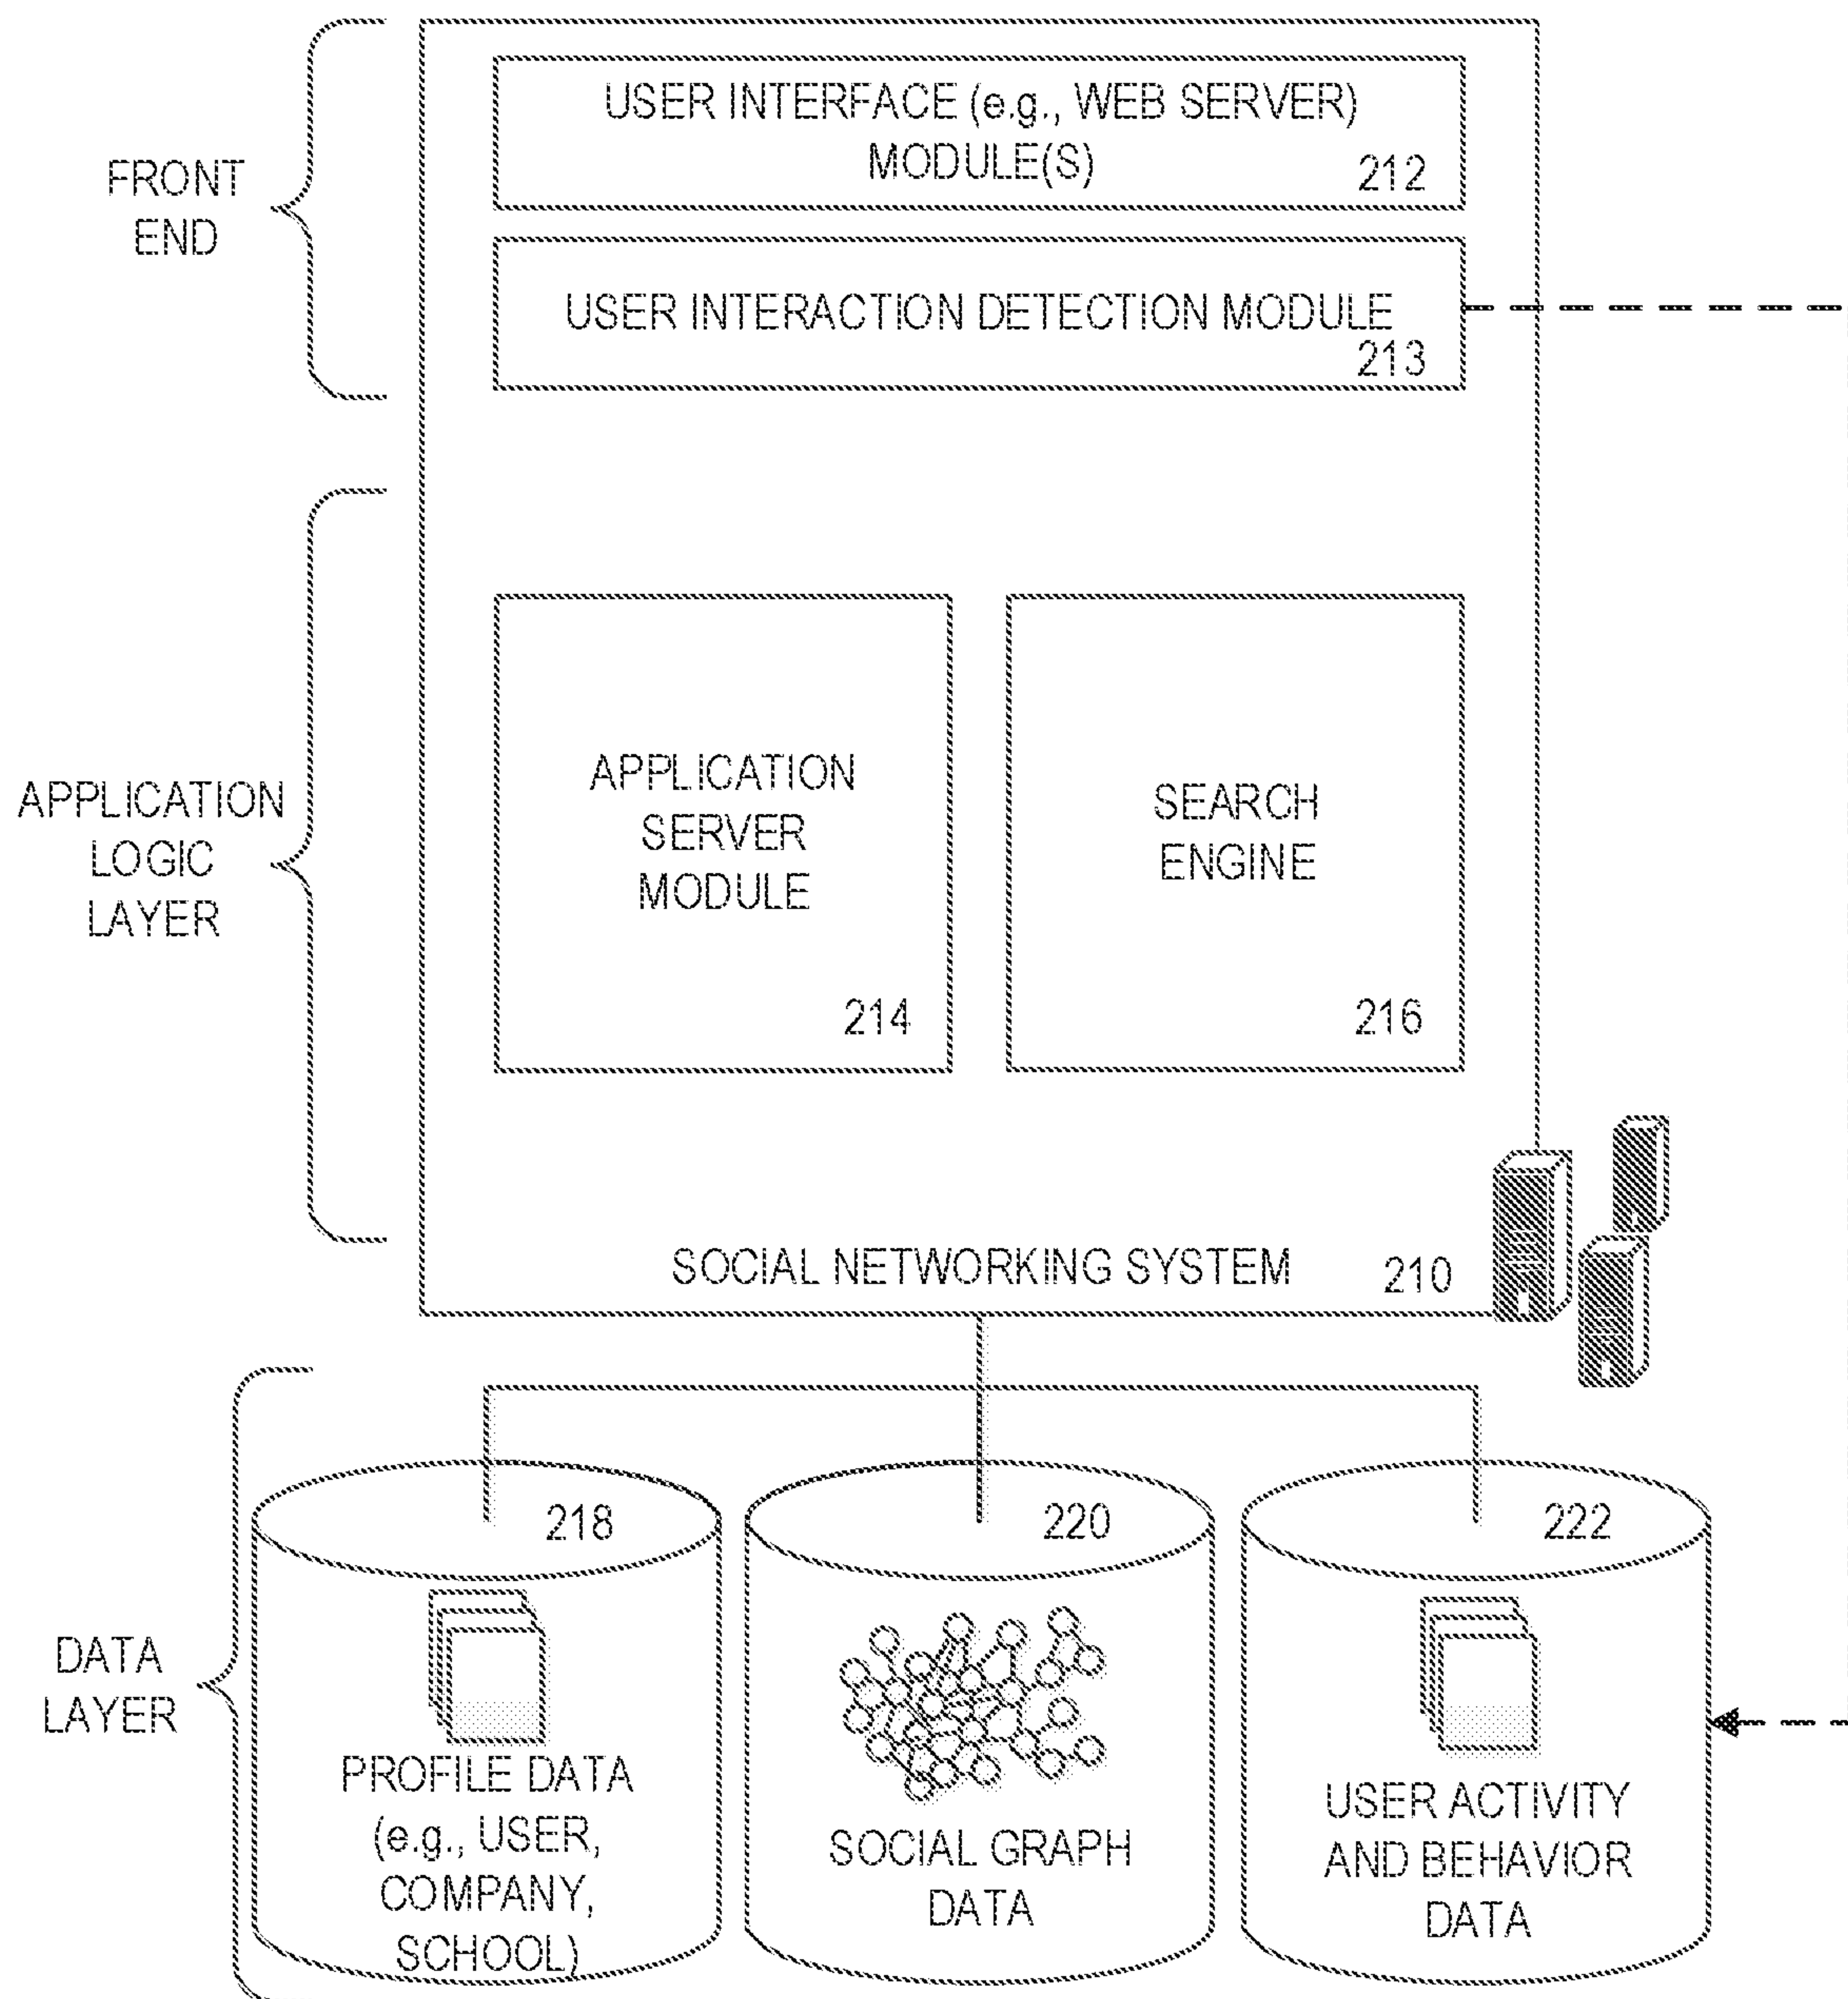 USER INTERFACE (e.g., WEB SERVER)
MODULE(S)
212
FRONT
END
USER INTERACTION DETECTION MODULE
213
APPLICATION
LOGIC
LAYER
APPLICATION
SERVER
MODULE
214
SEARCH
ENGINE
216
SOCIAL NETWORKING SYSTEM
210
DATA
LAYER
218
PROFILE DATA
(e.g., USER,
COMPANY,
SCHOOL)
220
SOCIAL GRAPH
DATA
222
USER ACTIVITY
AND BEHAVIOR
DATA